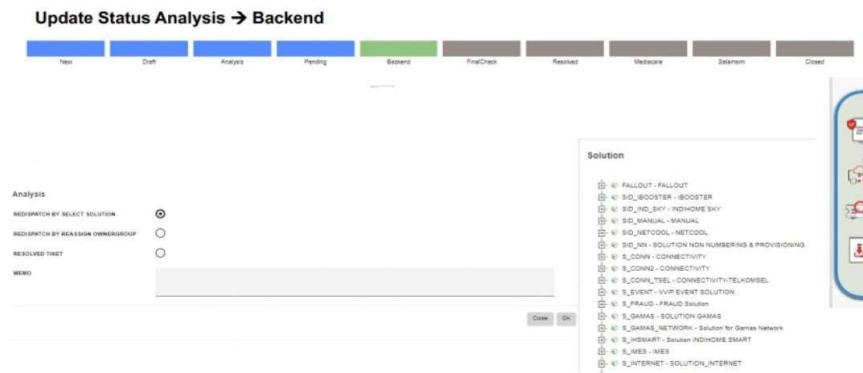 Update Status Analysis → Backend
New Draft Analysis Pending Backend FinalCheck Resolved Mediacare Salamsim Closed
Analysis
REDISPATCH BY SELECT SOLUTION
REDISPATCH BY REASSIGN OWNERGROUP
RESOLVED TIKET
MEMO
Close OK
Solution
FALLOUT - FALLOUT
SID_IBOOSTER - IBOOSTER
SID_IND_SKY - INDIHOME SKY
SID_MANUAL - MANUAL
SID_NETCOOL - NETCOOL
SID_NN - SOLUTION NON NUMBERING & PROVISIONING
S_CONN - CONNECTIVITY
S_CONN2 - CONNECTIVITY
S_CONN_TSEL - CONNECTIVITY-TELKOMSEL
S_EVENT - VVIP EVENT SOLUTION
S_FRAUD - FRAUD Solution
S_GAMAS - SOLUTION GAMAS
S_GAMAS_NETWORK - Solution for Gamas Network
S_IHSMART - Solution INDIHOME SMART
S_IMES - IMES
S_INTERNET - SOLUTION_INTERNET